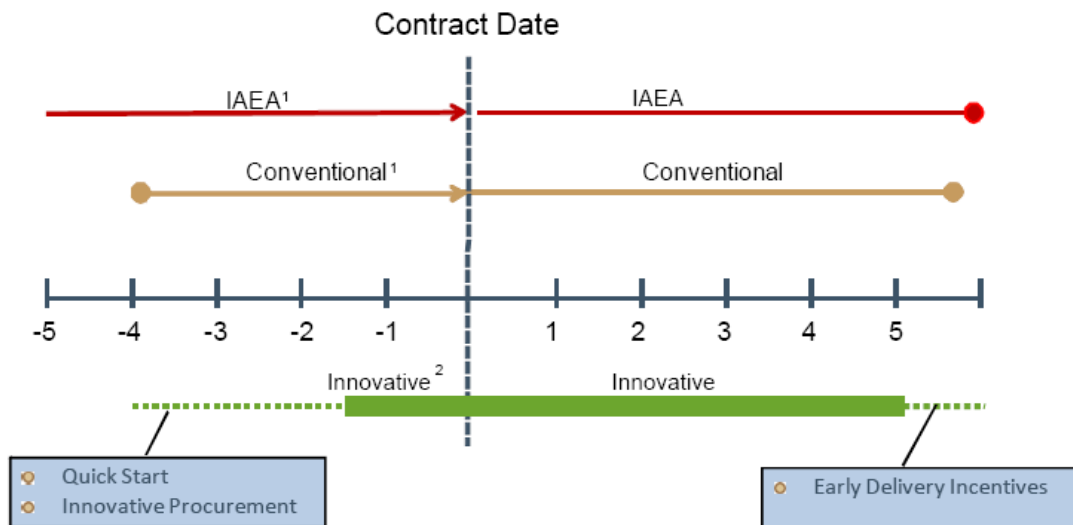 Contract Date
IAEA¹ IAEA
Conventional¹ Conventional
-5 -4 -3 -2 -1 1 2 3 4 5
Innovative² Innovative
Quick Start
Innovative Procurement
Early Delivery Incentives